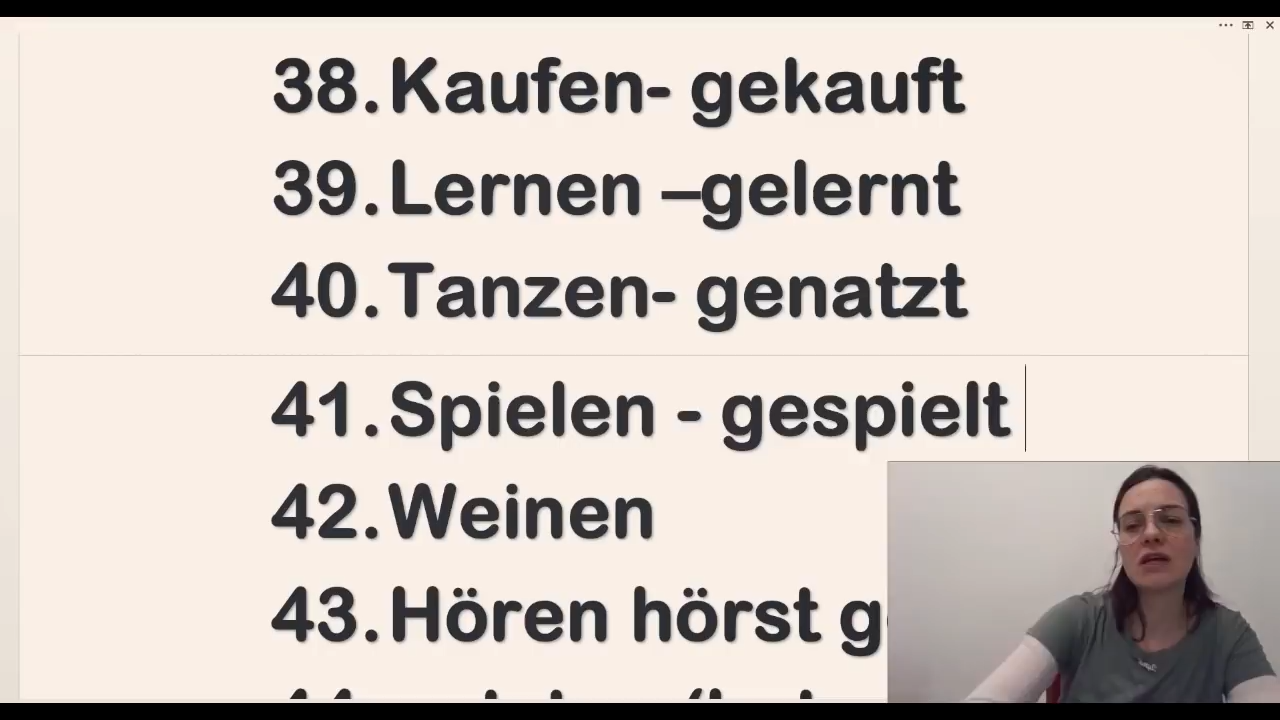 38. Kaufen- gekauft
39. Lernen –gelernt
40. Tanzen- genatzt
41. Spielen - gespielt
42. Weinen
43. Hören hörst